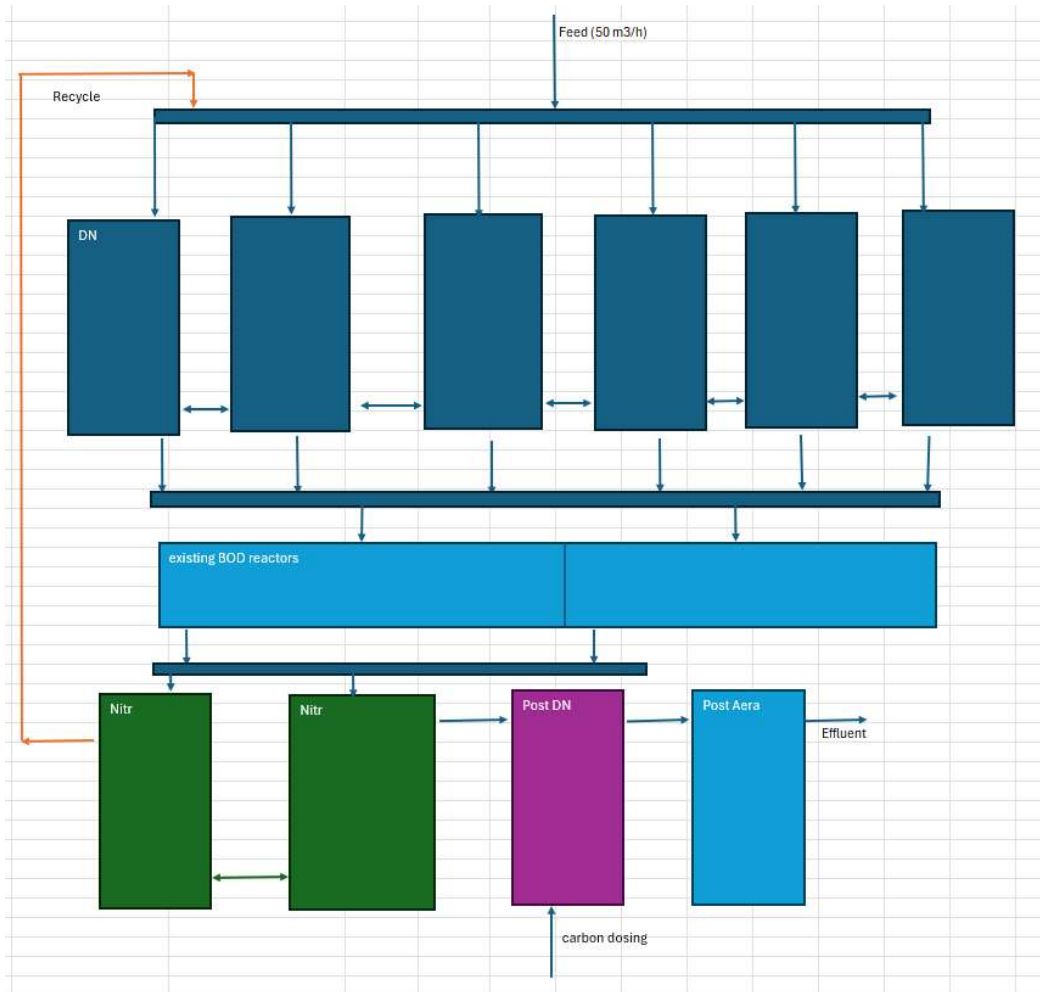 Feed (50 m3/h)
Recycle
DN
existing BOD reactors
Nitr
Nitr
Post DN
Post Aera
Effluent
carbon dosing